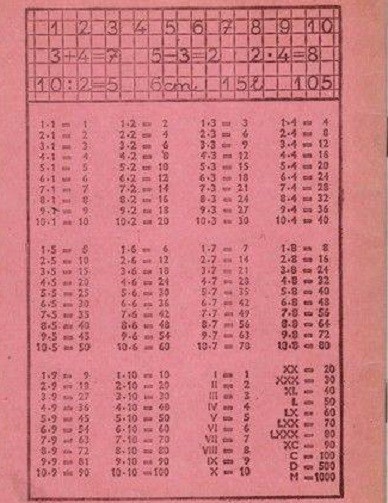 1 2 3 4 5 6 7 8 9 10
3+4=7 5-3=2 2·4=8
10:2=5 6cm 15l 105
1·1 = 1 1·2 = 2 1·3 = 3 1·4 = 4
2·1 = 2 2·2 = 4 2·3 = 6 2·4 = 8
3·1 = 3 3·2 = 6 3·3 = 9 3·4 = 12
4·1 = 4 4·2 = 8 4·3 = 12 4·4 = 16
5·1 = 5 5·2 = 10 5·3 = 15 5·4 = 20
6·1 = 6 6·2 = 12 6·3 = 18 6·4 = 24
7·1 = 7 7·2 = 14 7·3 = 21 7·4 = 28
8·1 = 8 8·2 = 16 8·3 = 24 8·4 = 32
9·1 = 9 9·2 = 18 9·3 = 27 9·4 = 36
10·1 = 10 10·2 = 20 10·3 = 30 10·4 = 40
1·5 = 5 1·6 = 6 1·7 = 7 1·8 = 8
2·5 = 10 2·6 = 12 2·7 = 14 2·8 = 16
3·5 = 15 3·6 = 18 3·7 = 21 3·8 = 24
4·5 = 20 4·6 = 24 4·7 = 28 4·8 = 32
5·5 = 25 5·6 = 30 5·7 = 35 5·8 = 40
6·5 = 30 6·6 = 36 6·7 = 42 6·8 = 48
7·5 = 35 7·6 = 42 7·7 = 49 7·8 = 56
8·5 = 40 8·6 = 48 8·7 = 56 8·8 = 64
9·5 = 45 9·6 = 54 9·7 = 63 9·8 = 72
10·5 = 50 10·6 = 60 10·7 = 70 10·8 = 80
1·9 = 9 1·10 = 10 I = 1 XX = 20
2·9 = 18 2·10 = 20 II = 2 XXX = 30
3·9 = 27 3·10 = 30 III = 3 XL = 40
4·9 = 36 4·10 = 40 IV = 4 L = 50
5·9 = 45 5·10 = 50 V = 5 LX = 60
6·9 = 54 6·10 = 60 VI = 6 LXX = 70
7·9 = 63 7·10 = 70 VII = 7 LXXX = 80
8·9 = 72 8·10 = 80 VIII = 8 XC = 90
9·9 = 81 9·10 = 90 IX = 9 C = 100
10·9 = 90 10·10 = 100 X = 10 D = 500
M = 1000